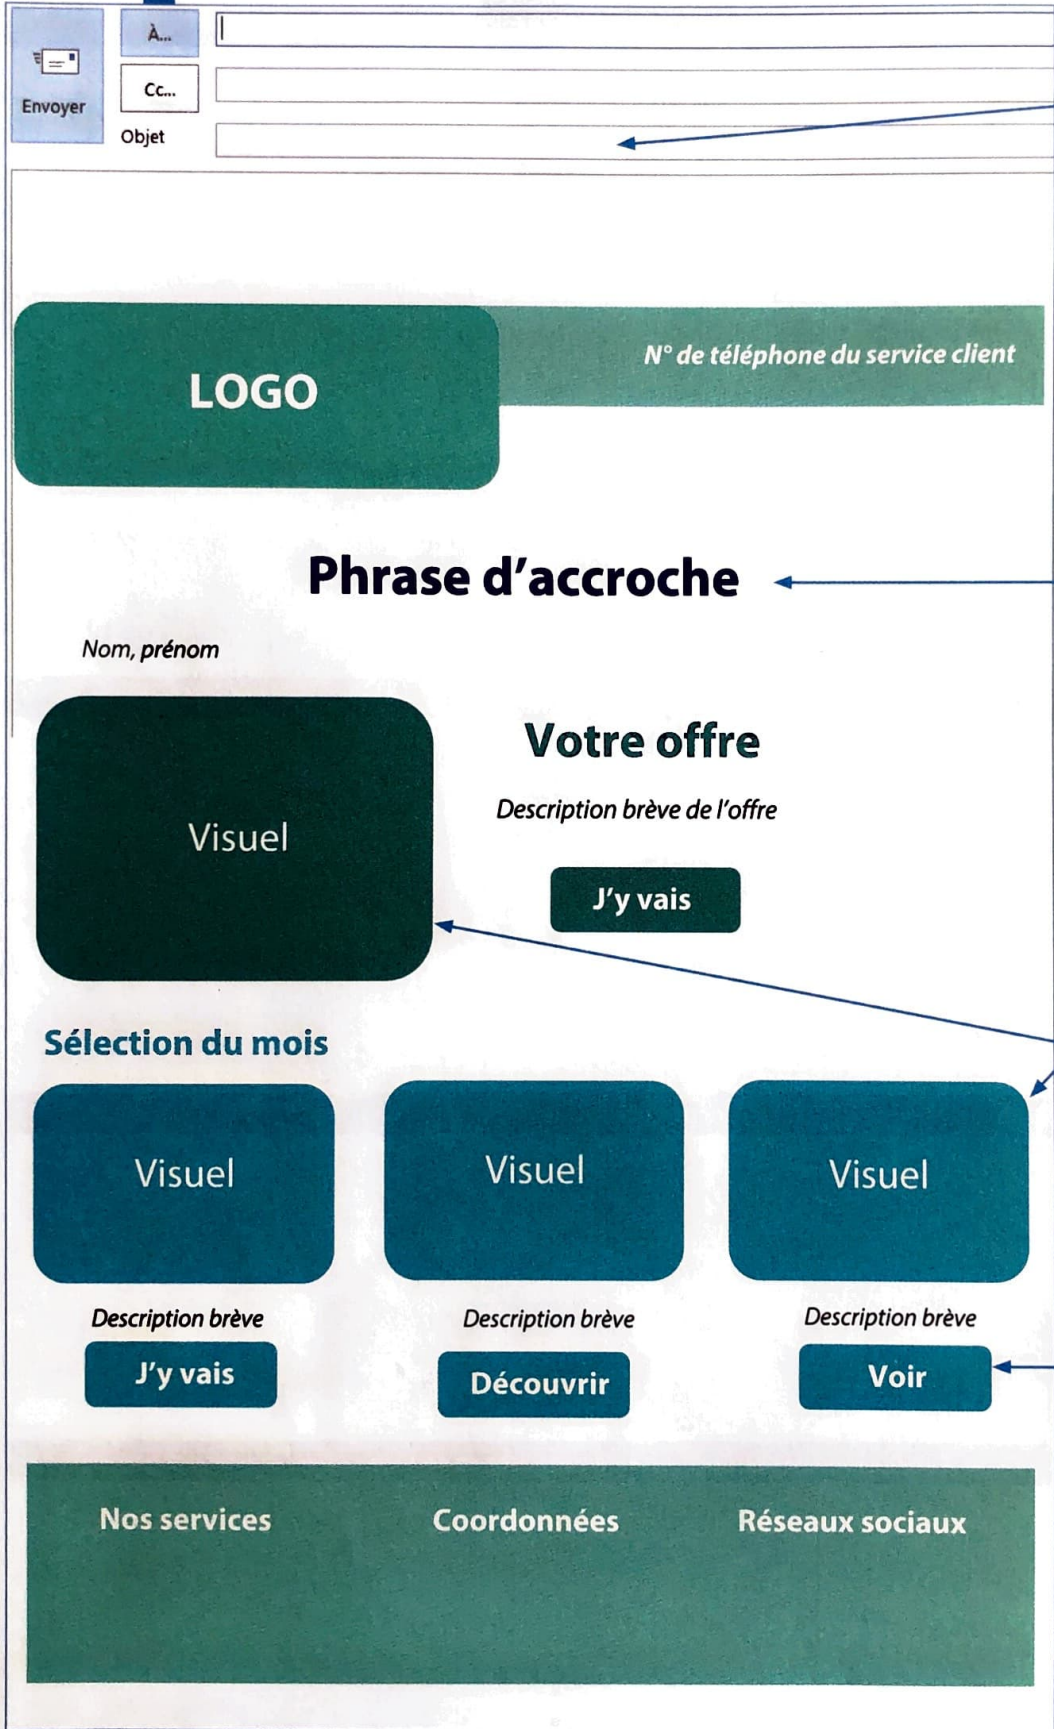 À...
Envoyer
Cc...
Objet
N° de téléphone du service client
LOGO
Phrase d'accroche
Nom, prénom
Votre offre
Description brève de l'offre
Visuel
J'y vais
Sélection du mois
Visuel
Visuel
Visuel
Description brève
Description brève
Description brève
J'y vais
Découvrir
Voir
Nos services
Coordonnées
Réseaux sociaux